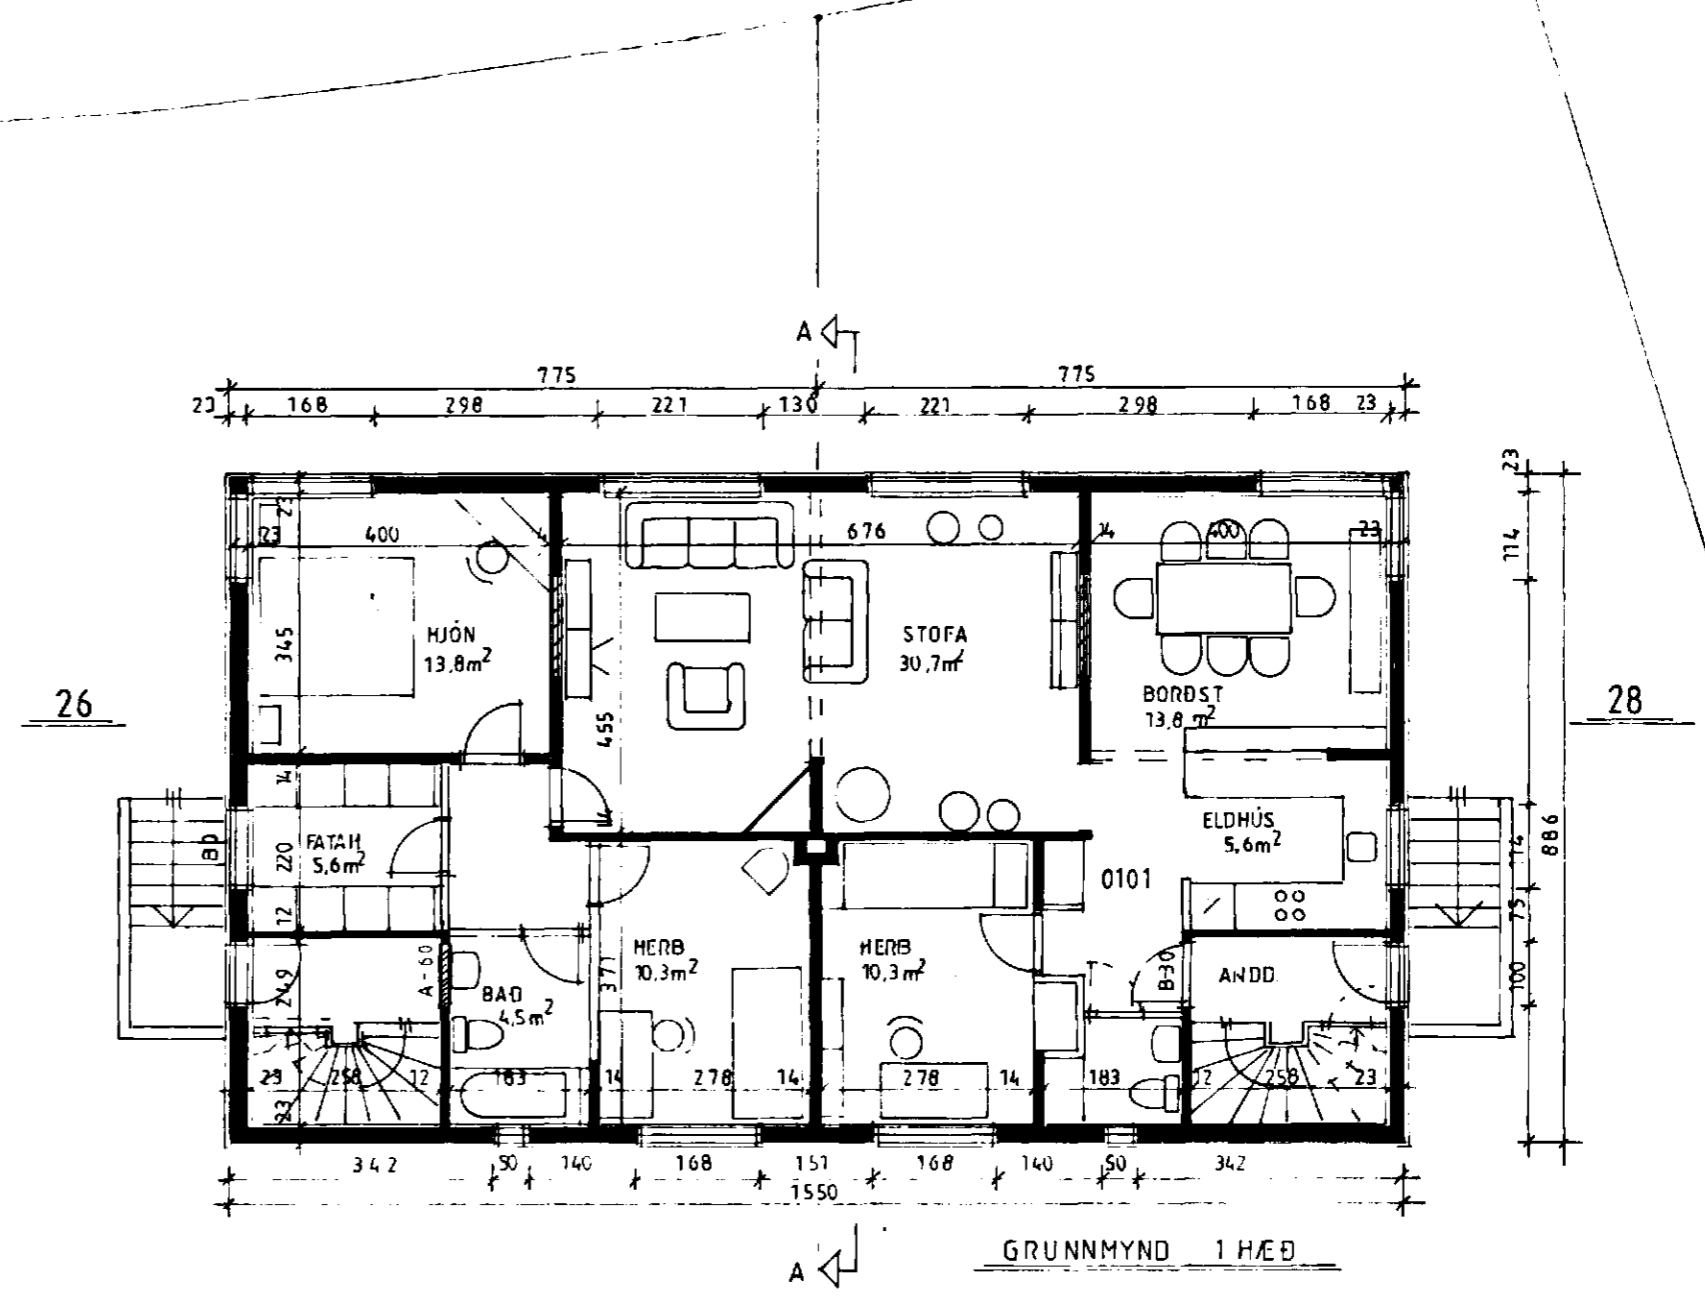 A
775 775
23 168 298 221 130 221 298 168 23
23
23 400 676 14 400 23
23
114
345
HJÓN
13,8m²
STOFA
30,7m²
BORÐST
13,8 m²
26
28
455
14
FATAH
5,6m²
220
12
80
14
ELDHÚS
5,6m²
886
0101
75
HERB
10,3m²
HERB
10,3m²
A-60
BAÐ
4,5m²
249
371
B-30
ANDD
100
23 258 12 183 14 278 14 278 14 183 12 258 23
23
342 50 140 168 151 168 140 50 342
1550
A
GRUNNMYND 1 HÆÐ